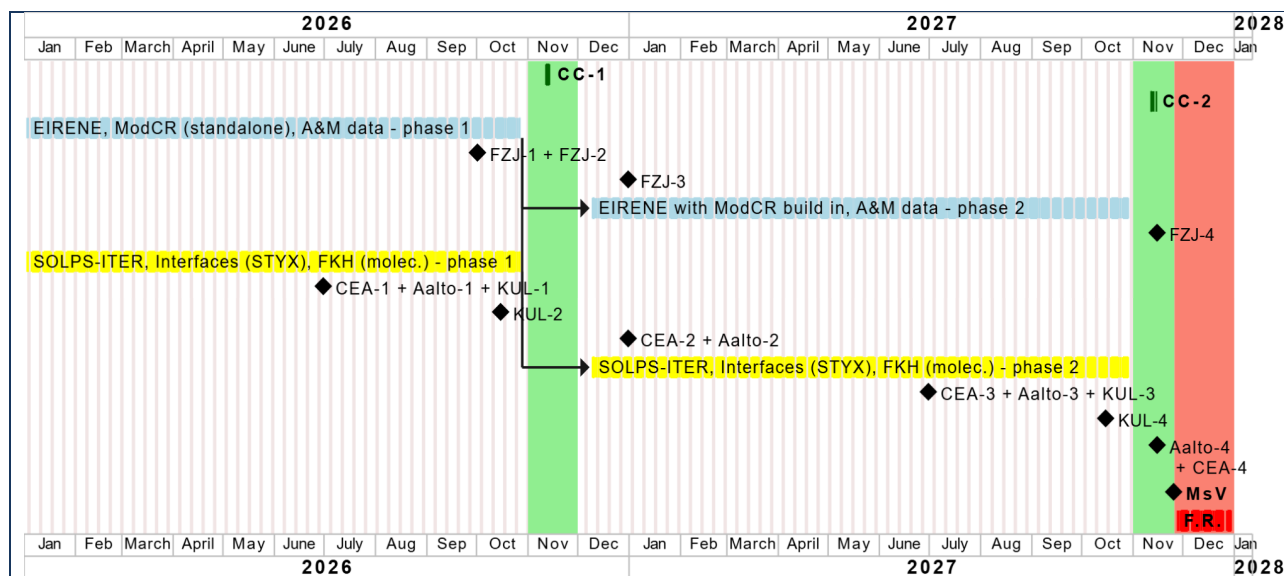 2026 2027 2028
Jan Feb March April May June July Aug Sep Oct Nov Dec Jan Feb March April May June July Aug Sep Oct Nov Dec Jan
CC-1
CC-2
EIRENE, ModCR (standalone), A&M data - phase 1
FZJ-1 + FZJ-2
FZJ-3
EIRENE with ModCR build in, A&M data - phase 2
FZJ-4
SOLPS-ITER, Interfaces (STYX), FKH (molec.) - phase 1
CEA-1 + Aalto-1 + KUL-1
KUL-2
CEA-2 + Aalto-2
SOLPS-ITER, Interfaces (STYX), FKH (molec.) - phase 2
CEA-3 + Aalto-3 + KUL-3
KUL-4
Aalto-4
+ CEA-4
MsV
F.R.
Jan Feb March April May June July Aug Sep Oct Nov Dec Jan Feb March April May June July Aug Sep Oct Nov Dec Jan
2026 2027 2028